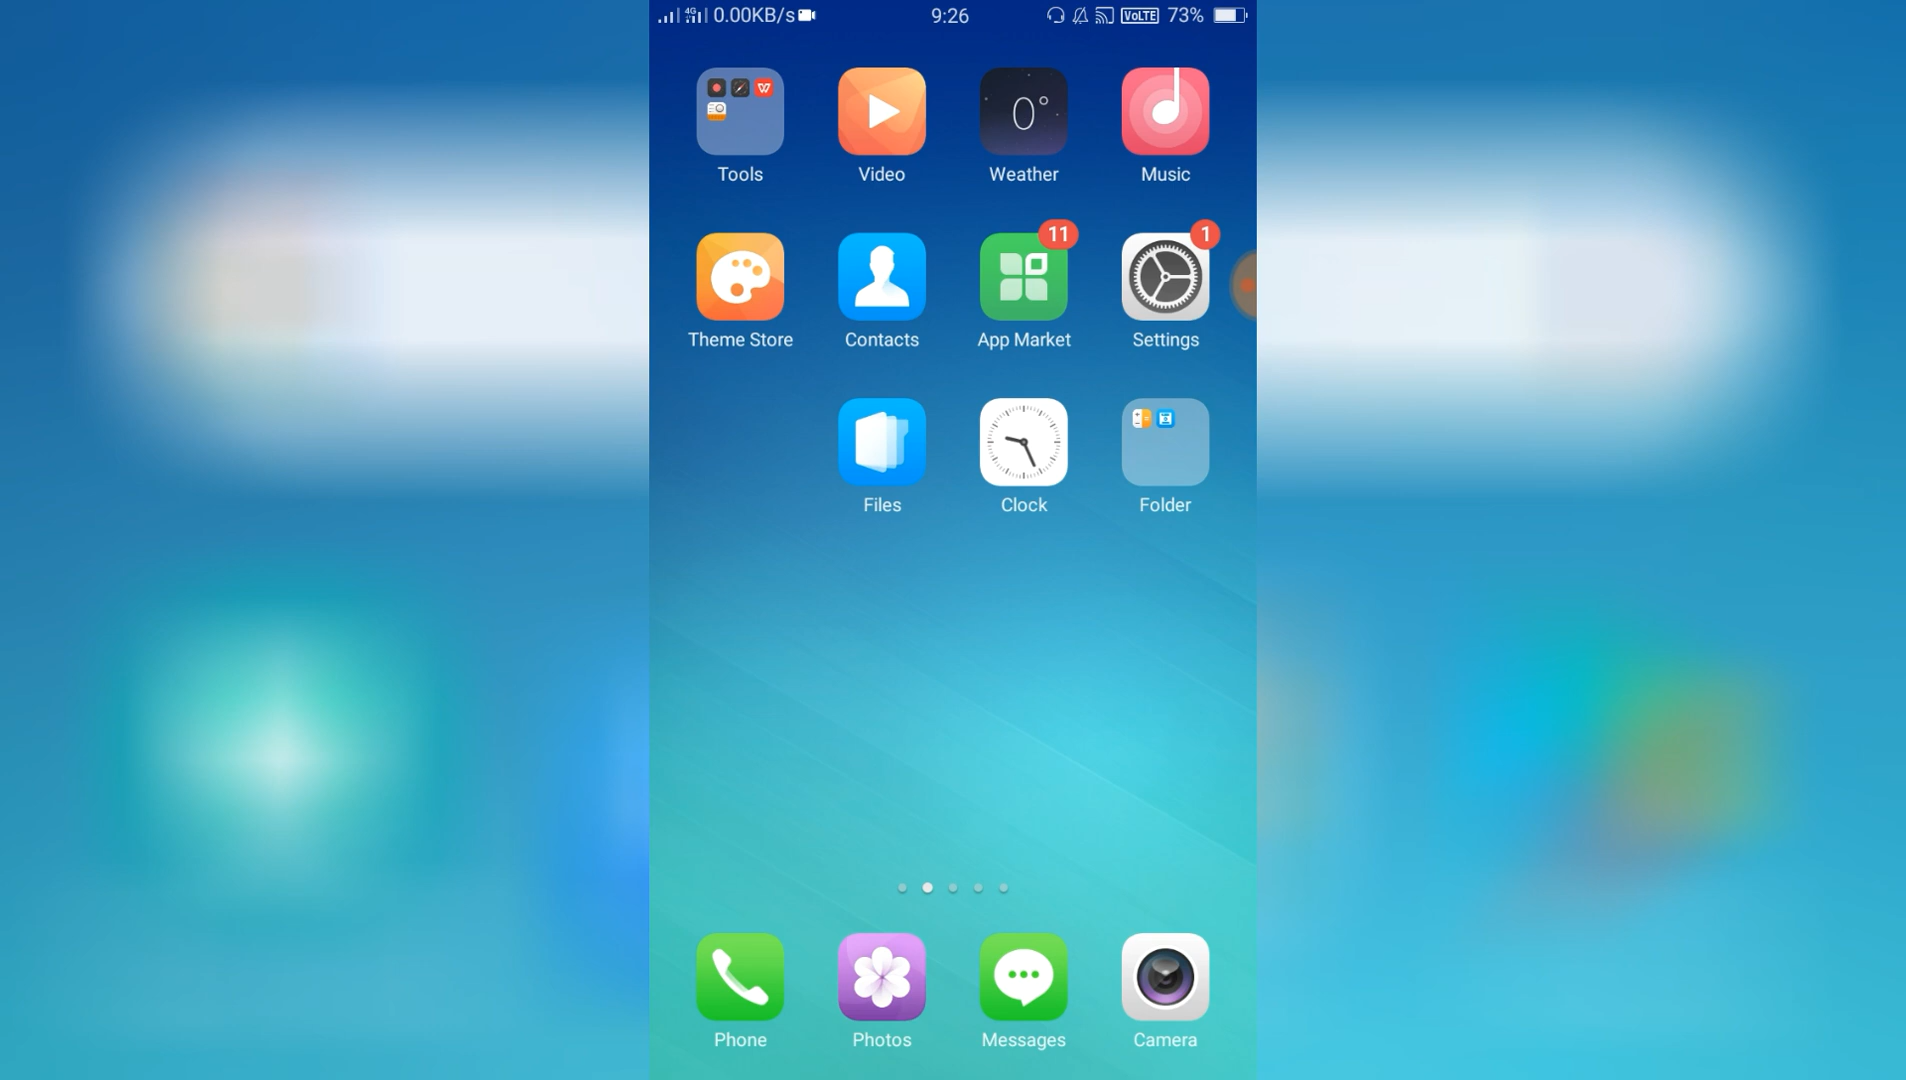 4G 0.00KB/s 9:26 VoLTE 73%
W
0°
Tools Video Weather Music
11 1
Theme Store Contacts App Market Settings
Files Clock Folder
Phone Photos Messages Camera